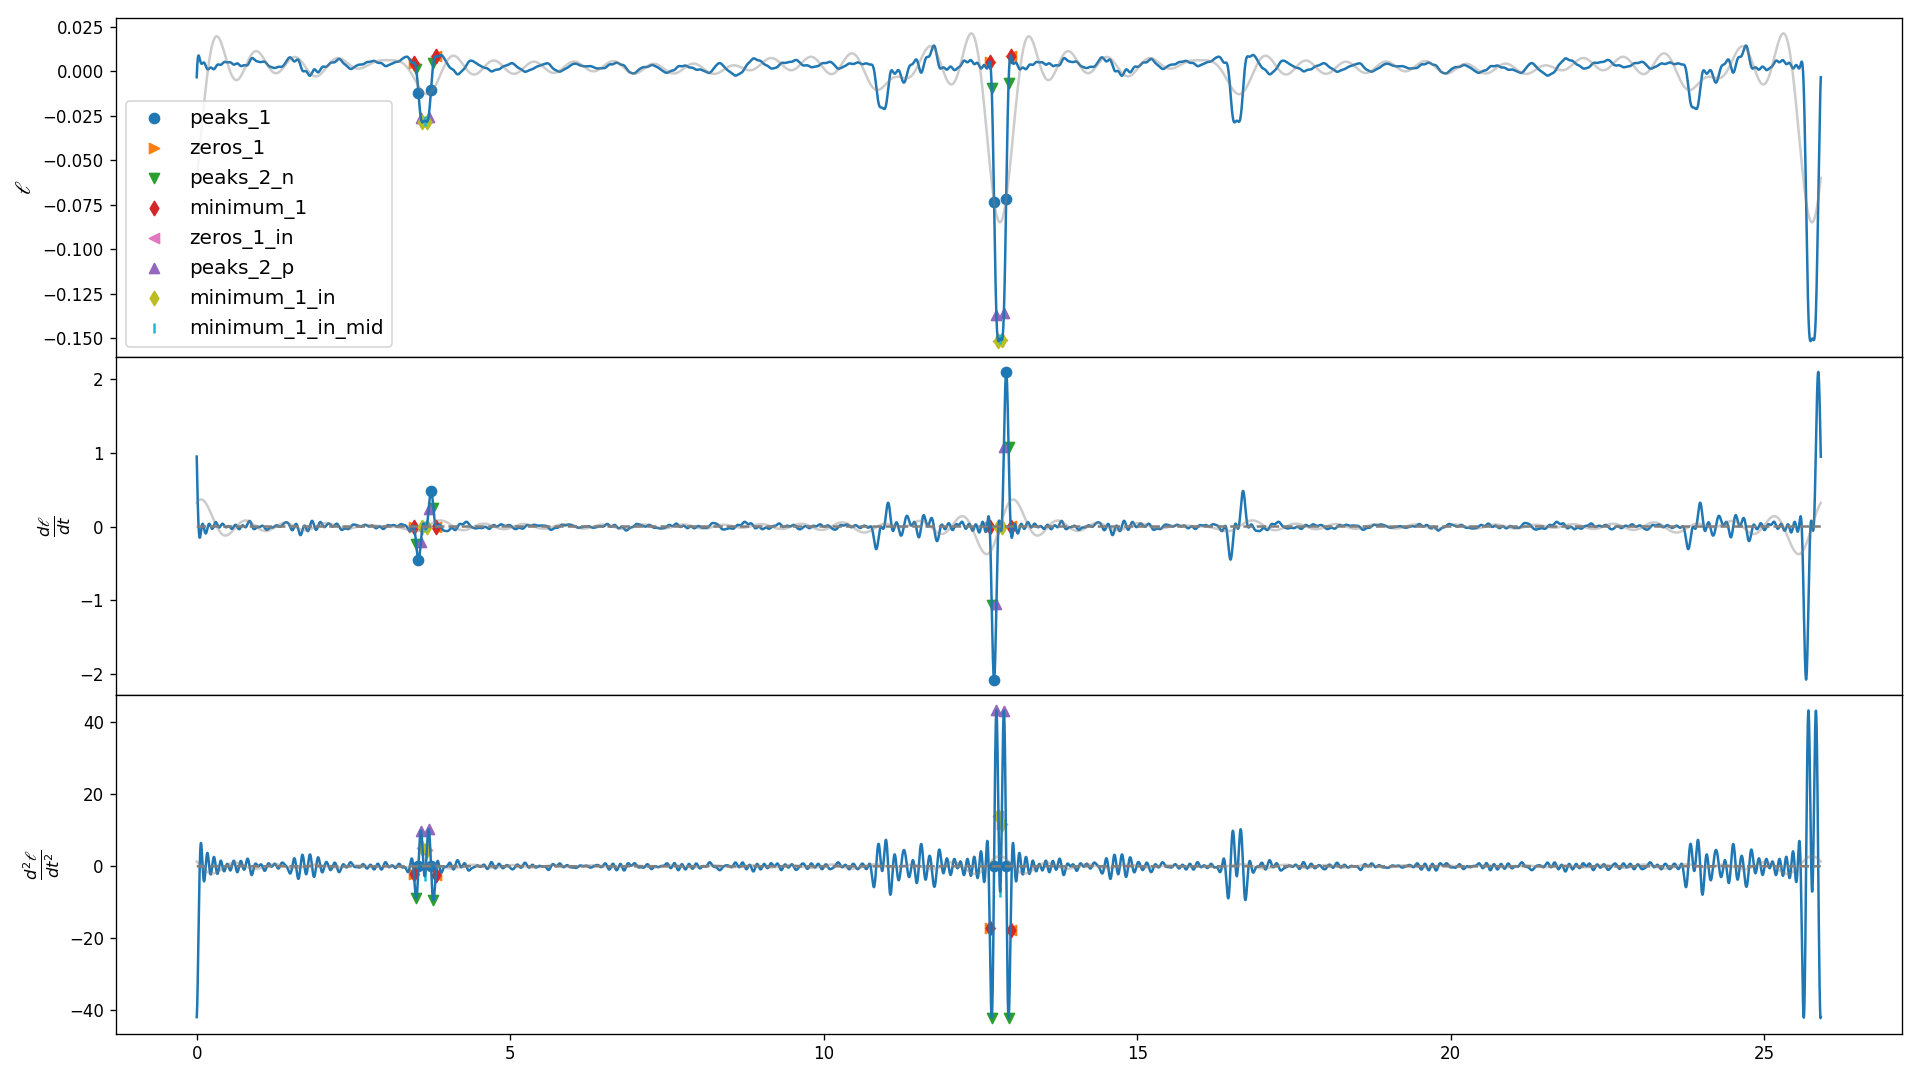 0.025
0.000
−0.025
−0.050
−0.075
−0.100
−0.125
−0.150
ℓ
peaks_1
zeros_1
peaks_2_n
minimum_1
zeros_1_in
peaks_2_p
minimum_1_in
minimum_1_in_mid
2
1
0
−1
−2
dℓ
dt
40
20
0
−20
−40
d²ℓ
dt²
0 5 10 15 20 25